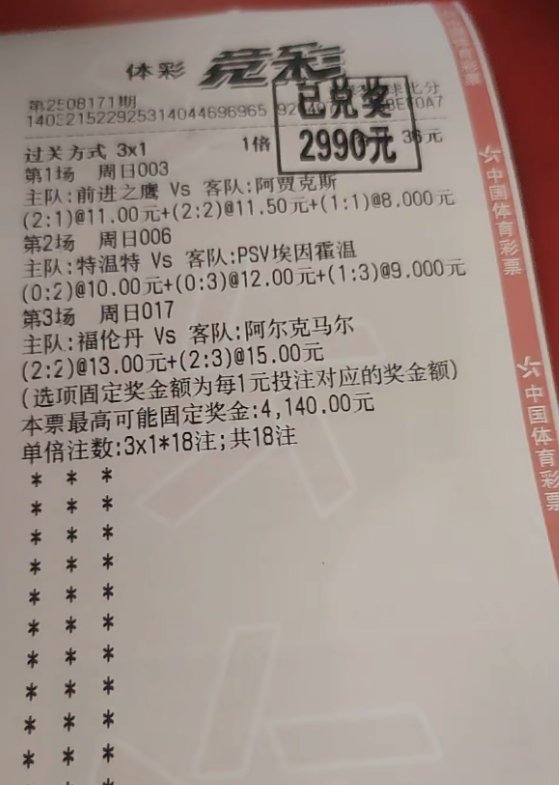 体彩 竞彩
第2508171期 比分
140321522925314044696965
已兑奖
2990元
过关方式 3x1 1倍 36元
第1场 周日003
主队:前进之鹰 Vs 客队:阿贾克斯
(2:1)@11.00元+(2:2)@11.50元+(1:1)@8.000元
第2场 周日006
主队:特温特 Vs 客队:PSV埃因霍温
(0:2)@10.00元+(0:3)@12.00元+(1:3)@9.000元
第3场 周日017
主队:福伦丹 Vs 客队:阿尔克马尔
(2:2)@13.00元+(2:3)@15.00元
(选项固定奖金额为每1元投注对应的奖金额)
本票最高可能固定奖金:4,140.00元
单倍注数:3x1*18注;共18注
* * *
* * *
* * *
* * *
* * *
* * *
* * *
* * *
* * *
* * *
中国体育彩票
中国体育彩票